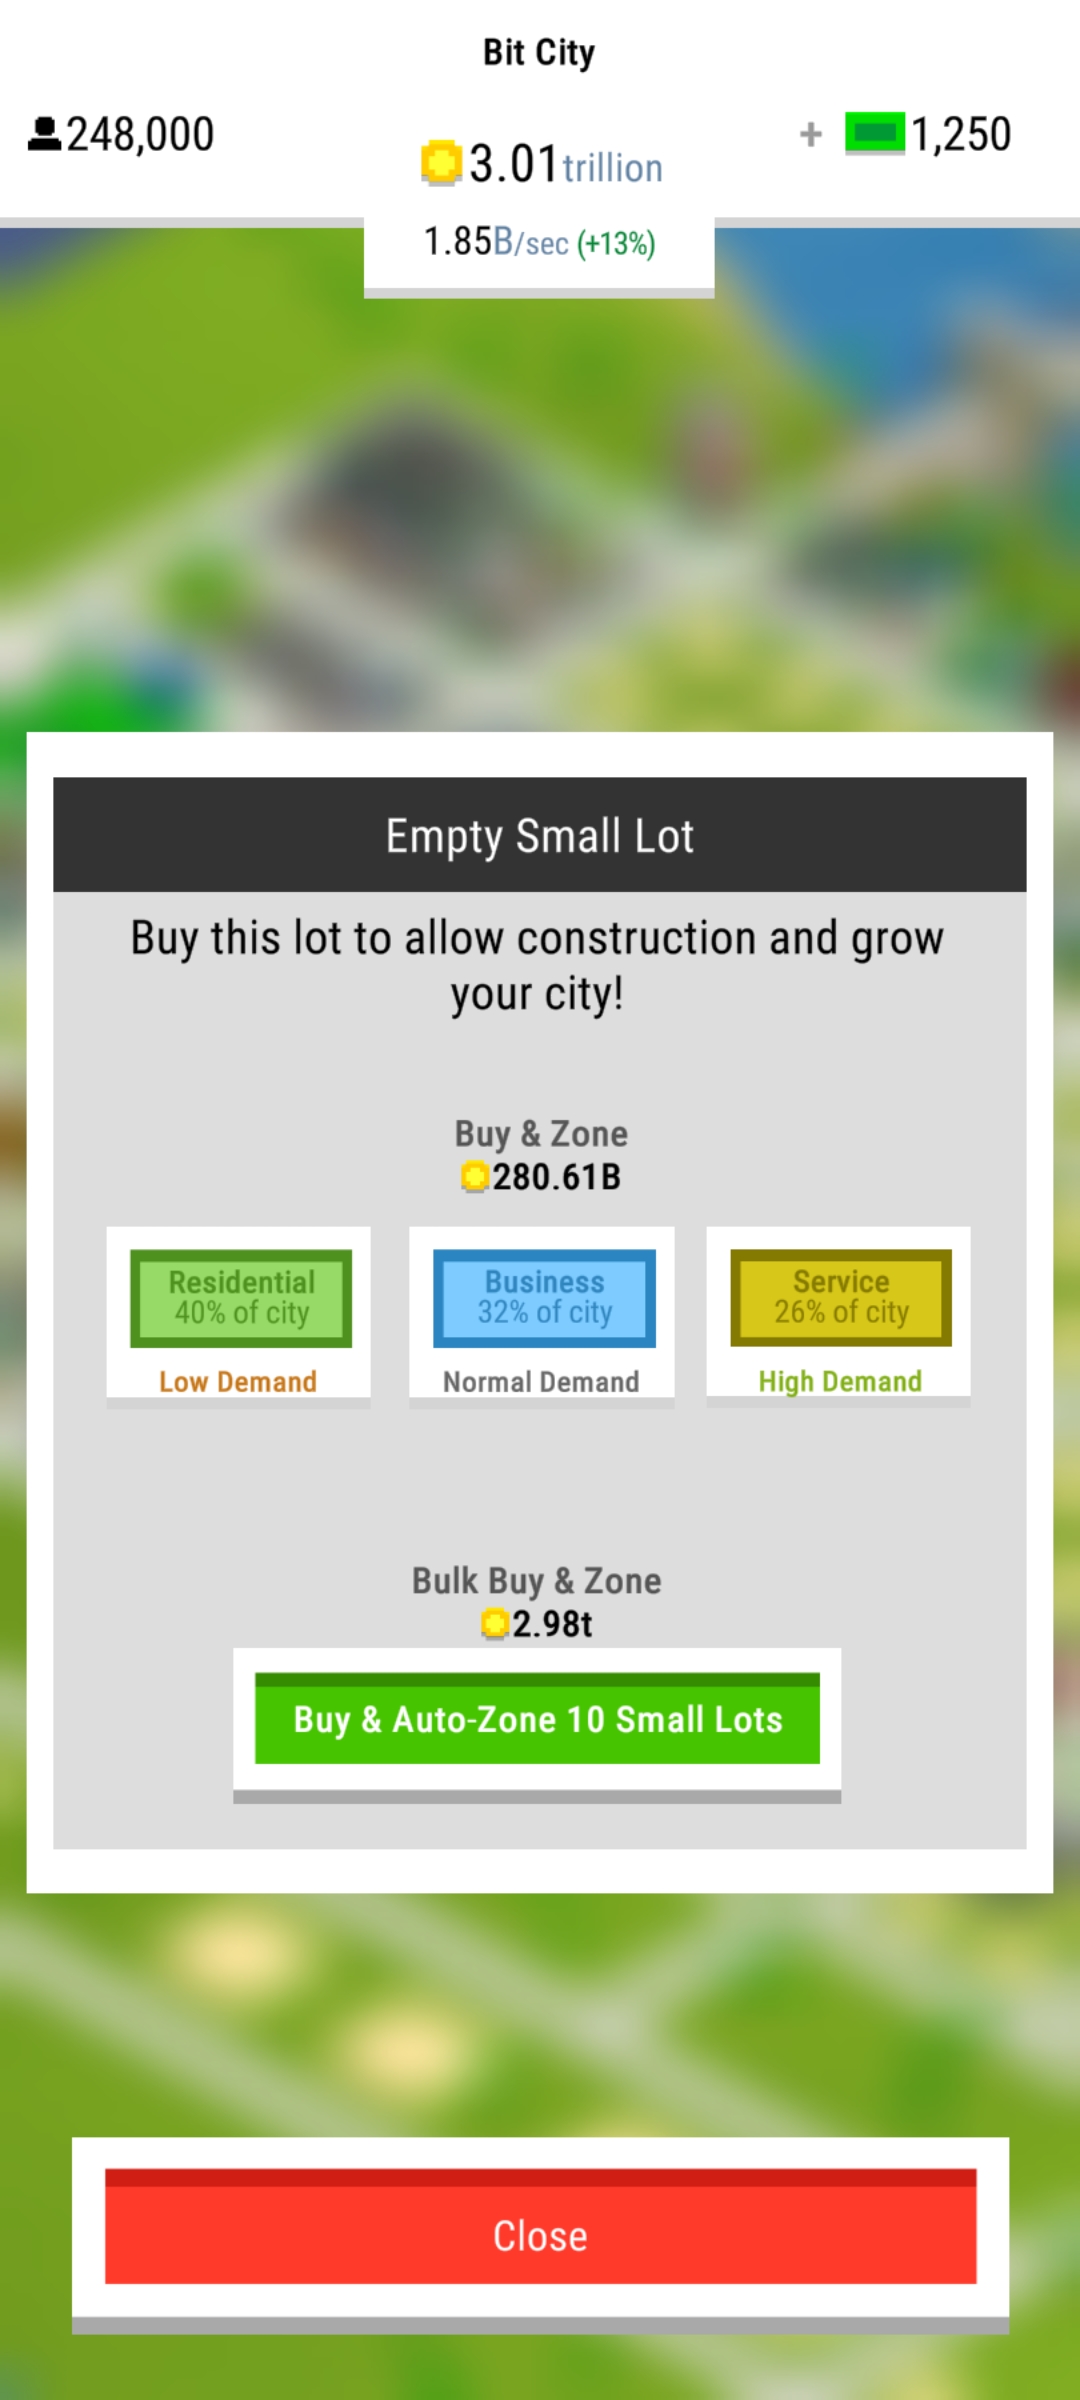 Bit City
248,000
3.01trillion
+ 1,250
1.85B/sec (+13%)
Empty Small Lot
Buy this lot to allow construction and grow
your city!
Buy & Zone
280.61B
Residential
40% of city
Low Demand
Business
32% of city
Normal Demand
Service
26% of city
High Demand
Bulk Buy & Zone
2.98t
Buy & Auto-Zone 10 Small Lots
Close